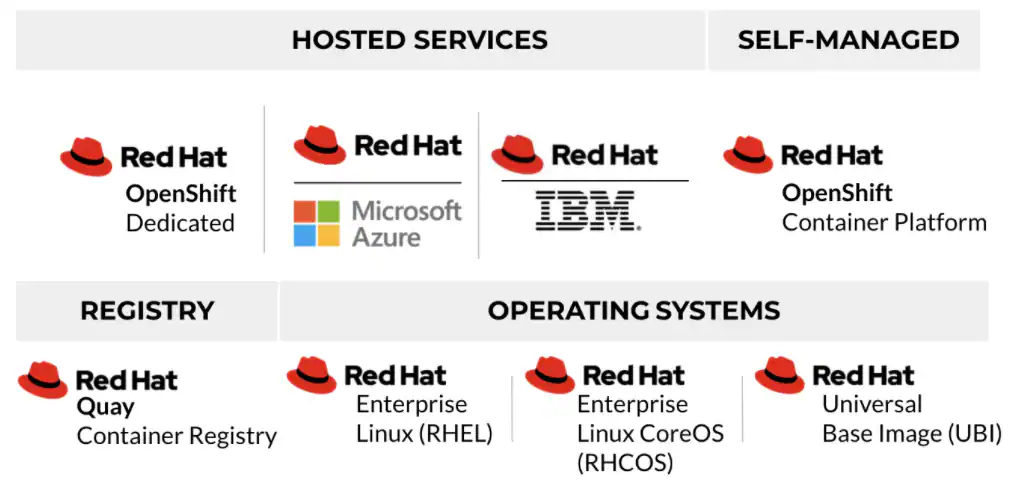 HOSTED SERVICES
SELF-MANAGED
Red Hat
OpenShift
Dedicated
Red Hat
Microsoft
Azure
Red Hat
IBM.
Red Hat
OpenShift
Container Platform
REGISTRY
OPERATING SYSTEMS
Red Hat
Quay
Container Registry
Red Hat
Enterprise
Linux (RHEL)
Red Hat
Enterprise
Linux CoreOS
(RHCOS)
Red Hat
Universal
Base Image (UBI)